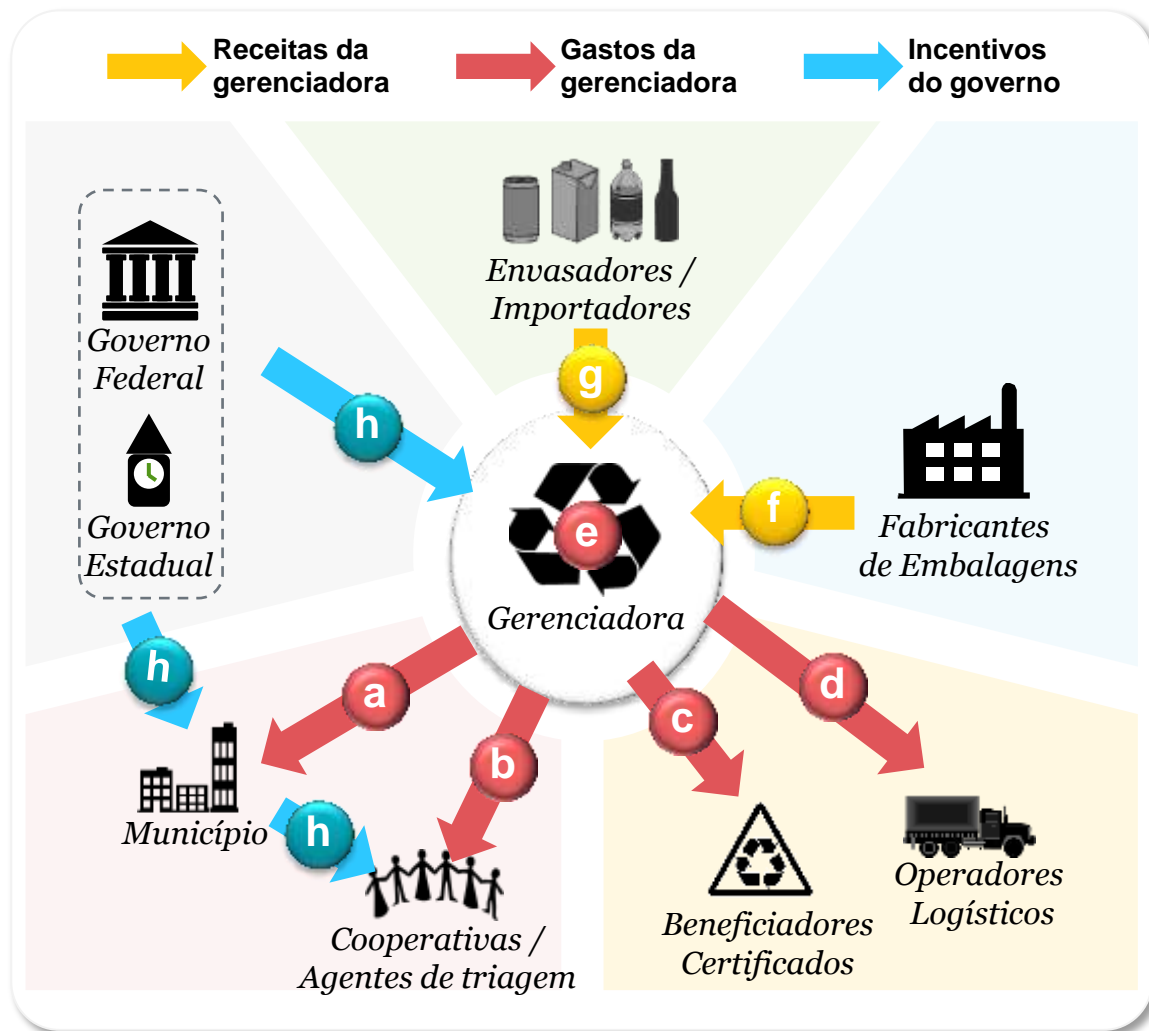 Receitas da
gerenciadora
Gastos da
gerenciadora
Incentivos
do governo
Envasadores /
Importadores
Governo
Federal
g
h
Governo
Estadual
e
f
Fabricantes
de Embalagens
Gerenciadora
h
a
b
c
d
Município
h
Cooperativas /
Agentes de triagem
Beneficiadores
Certificados
Operadores
Logísticos